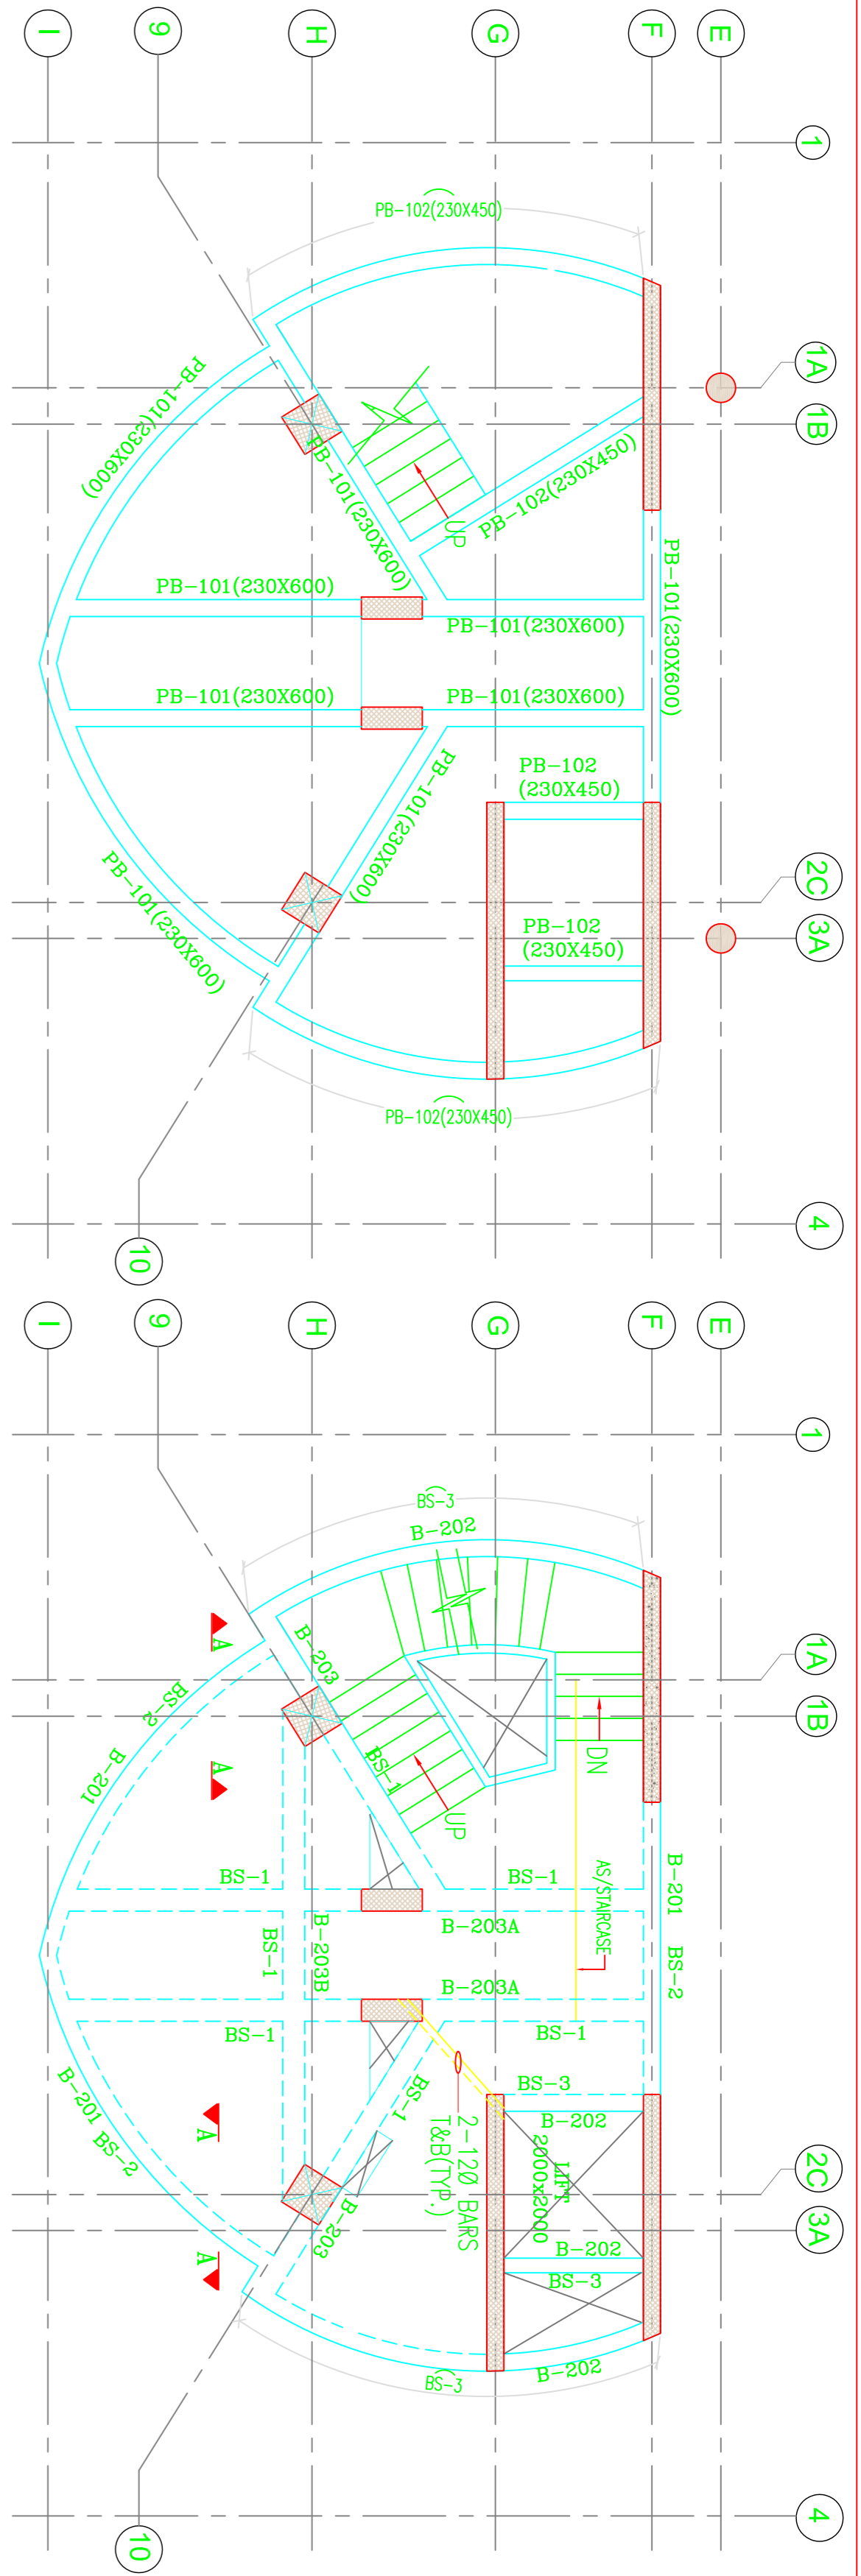 I
9
H
G
F
E
1
PB-102(230X450)
1A
1B
PB-101(230X600)
PB-101(230X600)
UP
PB-102(230X450)
PB-101(230X600)
PB-101(230X600)
PB-101(230X600)
PB-101(230X600)
PB-101(230X600)
PB-101(230X600)
PB-102
(230X450)
2C
3A
PB-101(230X600)
PB-102
(230X450)
PB-102(230X450)
4
10
I
9
H
G
F
E
1
BS-3
B-202
1A
1B
A
B-203
BS-2
B-201
A
BS-1
UP
DN
BS-1
BS-1
B-201 BS-2
AS/STAIRCASE
B-203A
BS-1
B-203B
B-203A
BS-1
BS-1
BS-3
B-202
B-201 BS-2
BS-1
A
2-12Ø BARS
T&B(TYP.)
LIFT
2000x2000
2C
3A
B-203
A
B-202
BS-3
B-202
BS-3
4
10